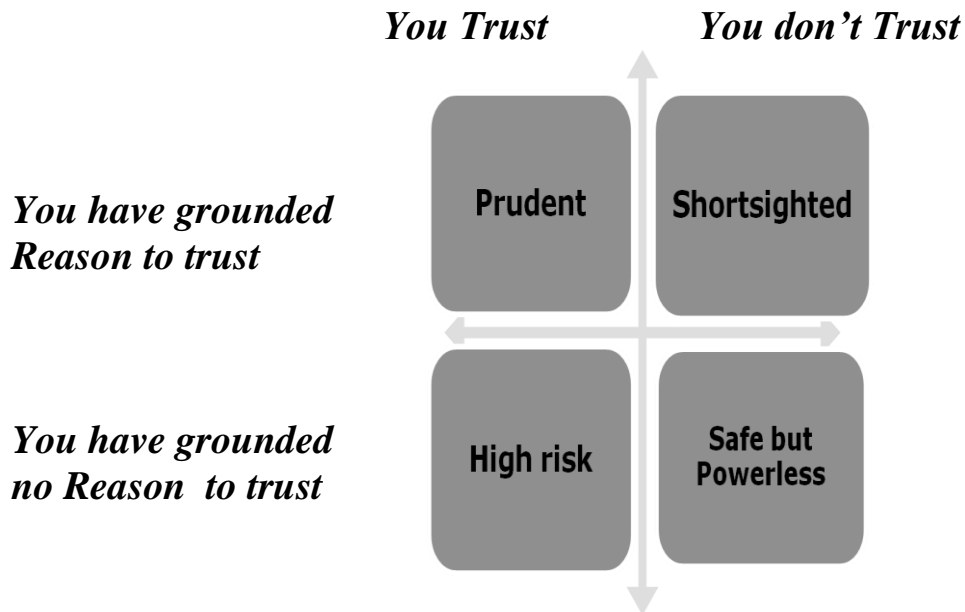 You Trust
You don't Trust
You have grounded
Reason to trust
Prudent
Shortsighted
You have grounded
no Reason to trust
High risk
Safe but
Powerless